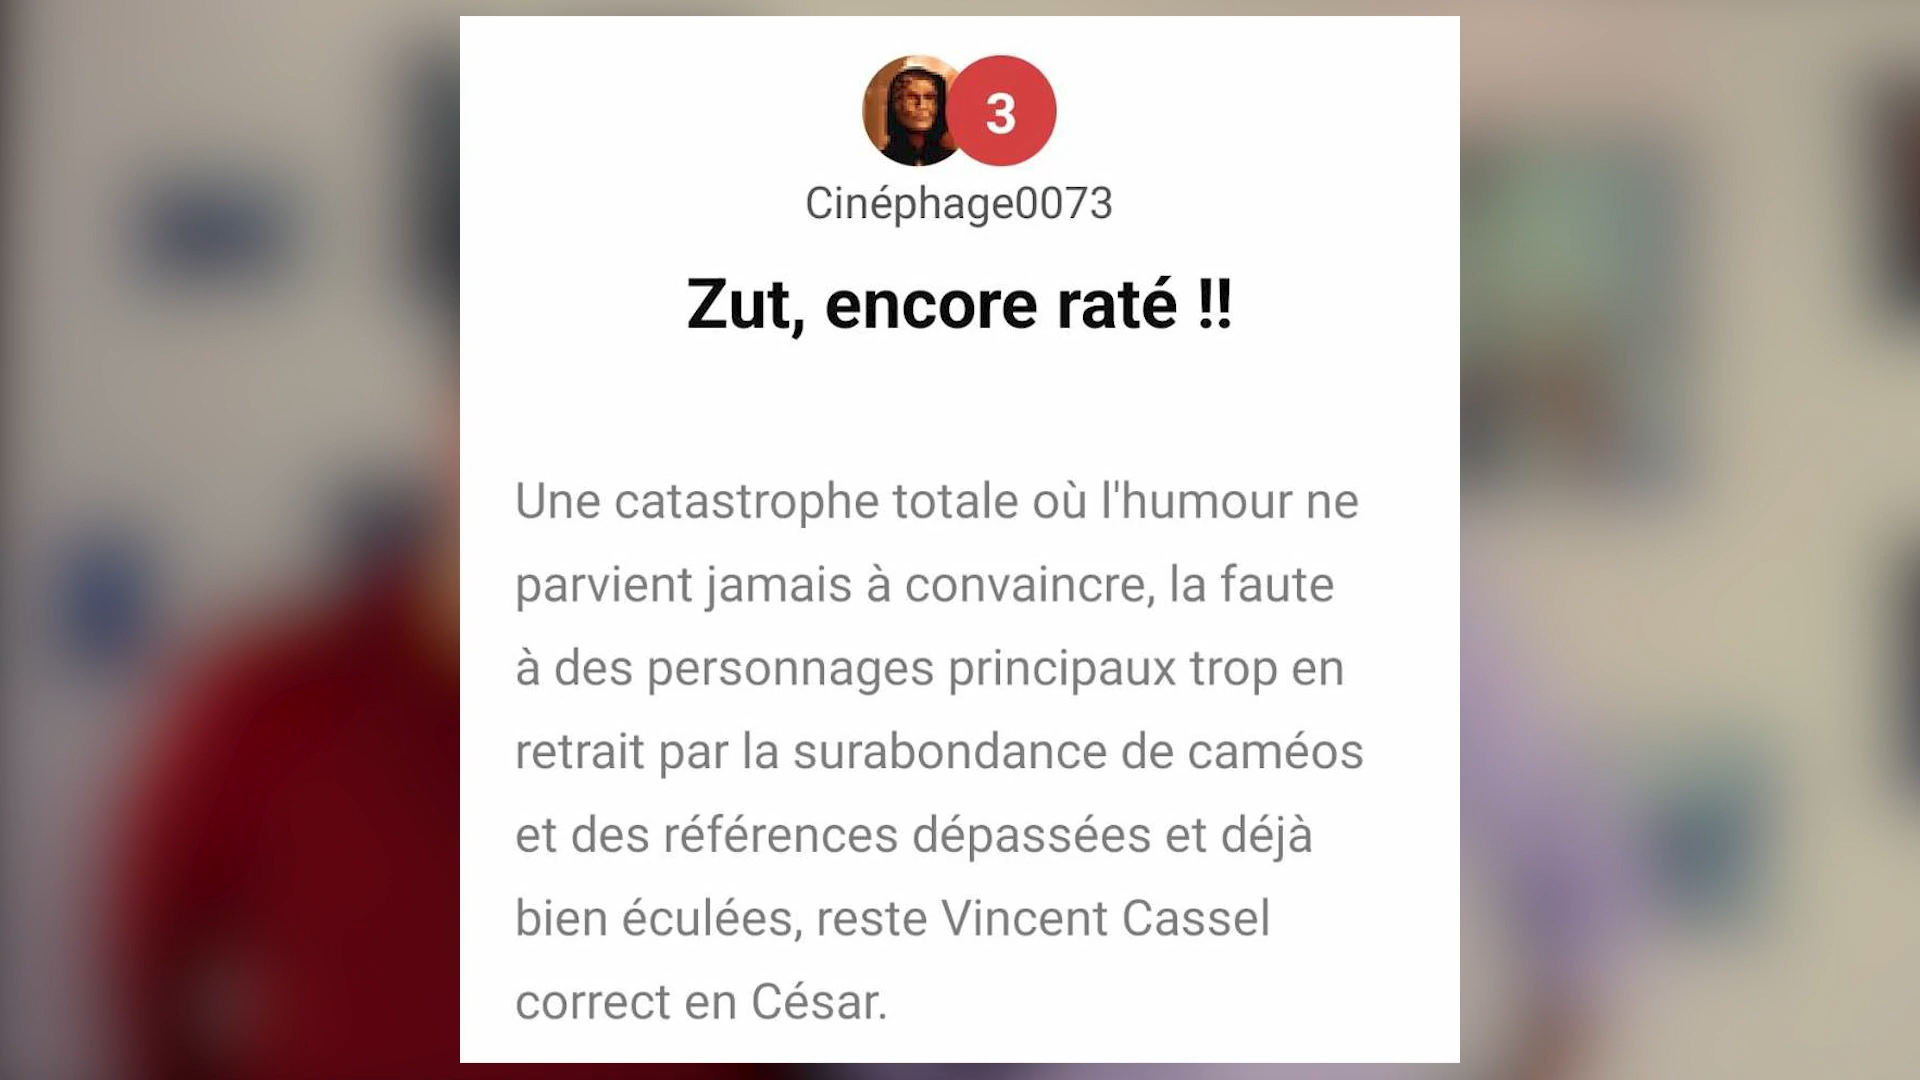 3
Cinéphage0073
Zut, encore raté !!
Une catastrophe totale où l'humour ne
parvient jamais à convaincre, la faute
à des personnages principaux trop en
retrait par la surabondance de caméos
et des références dépassées et déjà
bien éculées, reste Vincent Cassel
correct en César.